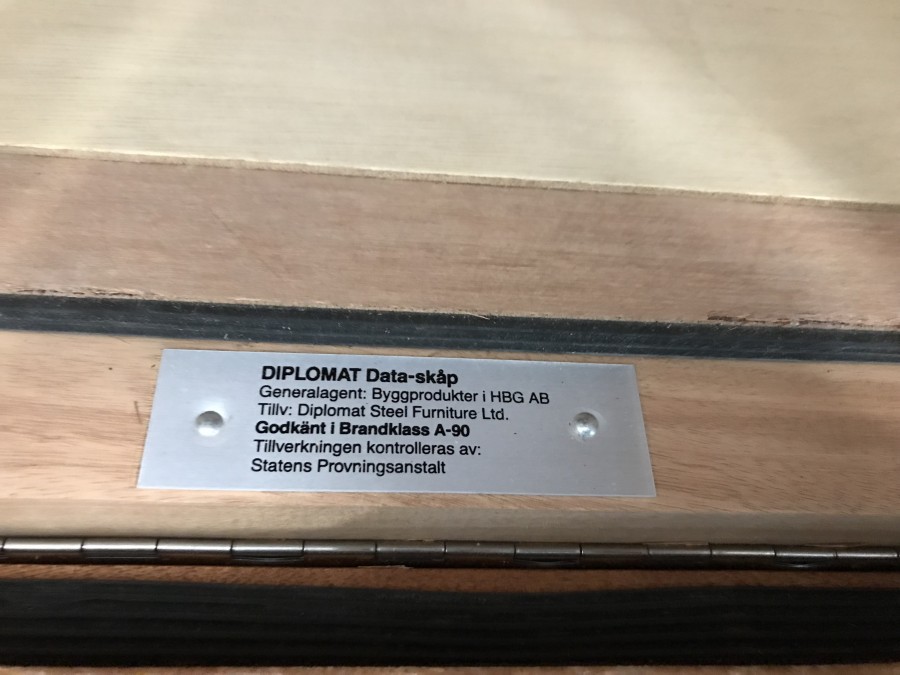 DIPLOMAT Data-skåp
Generalagent: Byggprodukter i HBG AB
Tillv: Diplomat Steel Furniture Ltd.
Godkänt i Brandklass A-90
Tillverkningen kontrolleras av:
Statens Provningsanstalt